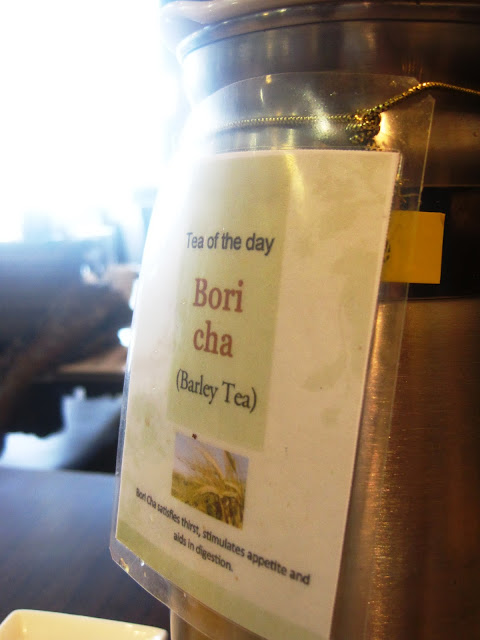 Tea of the day
Bori
cha
(Barley Tea)
Bori Cha satisfies thirst, stimulates appetite and
aids in digestion.